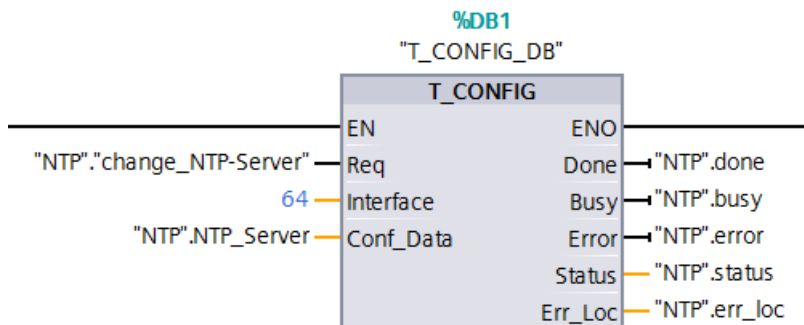 %DB1
"T_CONFIG_DB"
T_CONFIG
EN ENO
"NTP"."change_NTP-Server" Req Done "NTP".done
64 Interface Busy "NTP".busy
"NTP".NTP_Server Conf_Data Error "NTP".error
Status "NTP".status
Err_Loc "NTP".err_loc